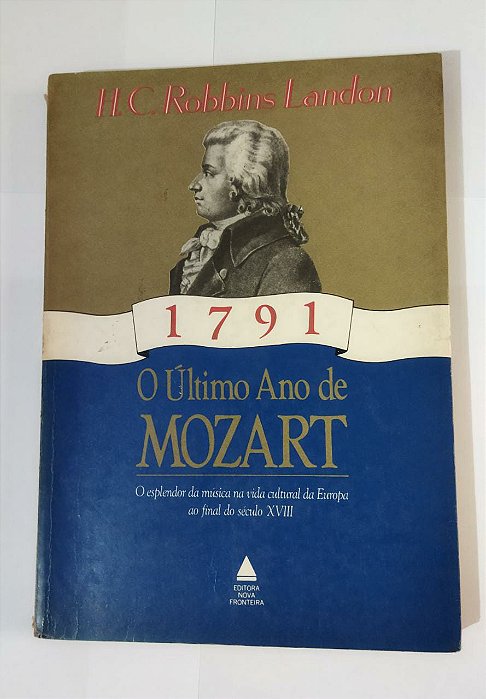 H.C. Robbins Landon
1791
O Último Ano de
MOZART
O esplendor da música na vida cultural da Europa
ao final do século XVIII
EDITORA
NOVA
FRONTEIRA